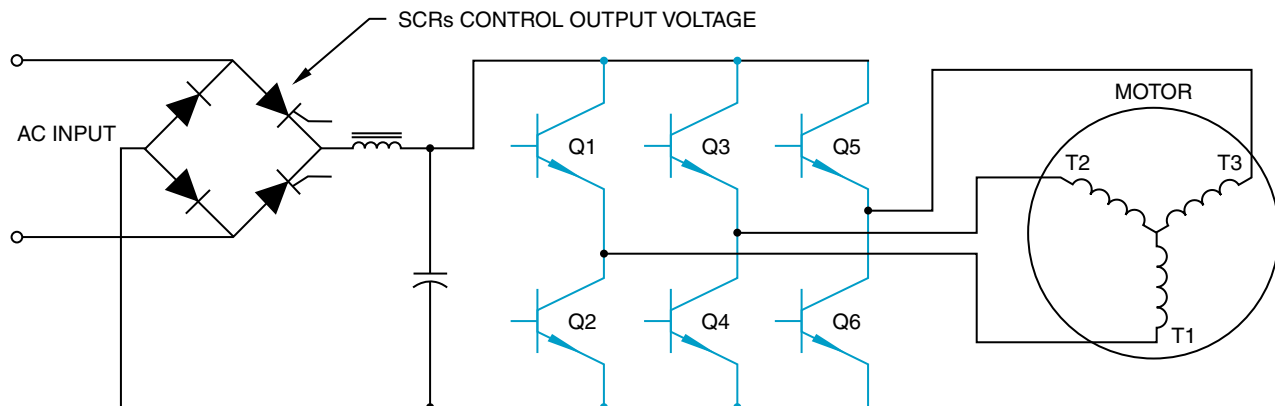 SCRs CONTROL OUTPUT VOLTAGE
MOTOR
AC INPUT
Q1
Q3
Q5
T2
T3
Q2
Q4
Q6
T1